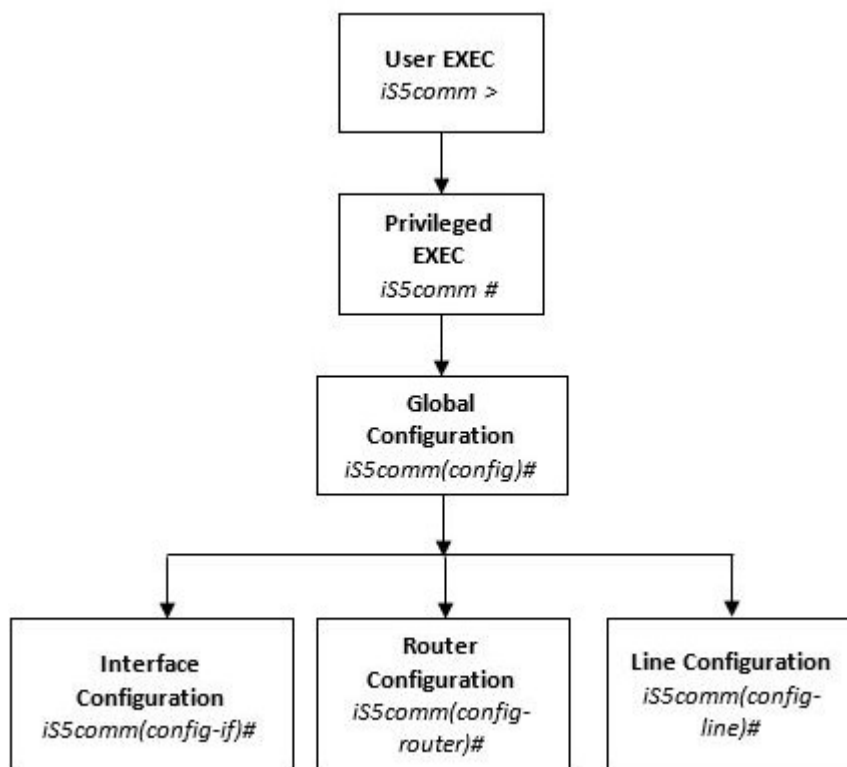 User EXEC
iS5comm >
Privileged
EXEC
iS5comm #
Global
Configuration
iS5comm(config)#
Interface
Configuration
iS5comm(config-if)#
Router
Configuration
iS5comm(config-
router)#
Line Configuration
iS5comm(config-
line)#